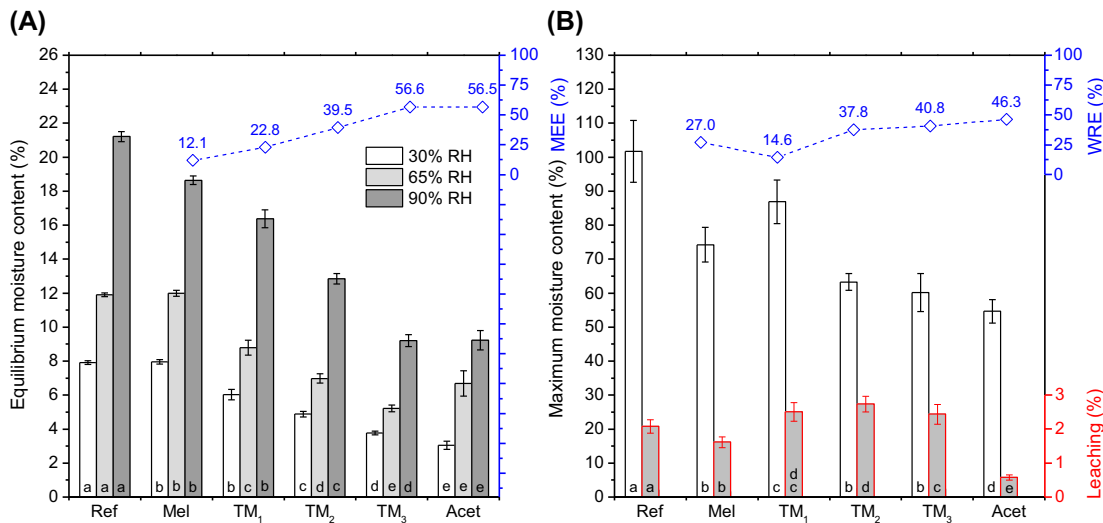 (A)
26
24
22
20
18
16
14
12
10
8
6
4
2
0
Equilibrium moisture content (%)
12.1
22.8
39.5
56.6
56.5
30% RH
65% RH
90% RH
100
75
50
25
0
MEE (%)
a a a
b b b
b c b
c d c
d e d
e e e
Ref Mel TM₁ TM₂ TM₃ Acet
(B)
130
120
110
100
90
80
70
60
50
40
30
20
10
0
Maximum moisture content (%)
27.0
14.6
37.8
40.8
46.3
100
75
50
25
0
WRE (%)
3
2
1
0
Leaching (%)
a a
b b
d
c c
b d
b c
d e
Ref Mel TM₁ TM₂ TM₃ Acet